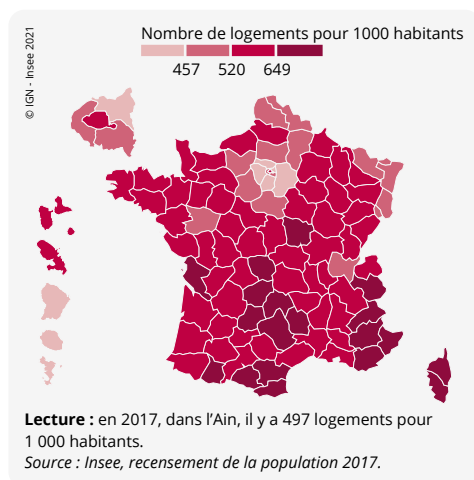 Nombre de logements pour 1000 habitants
457 520 649
© IGN - Insee 2021
Lecture : en 2017, dans l'Ain, il y a 497 logements pour
1 000 habitants.
Source : Insee, recensement de la population 2017.